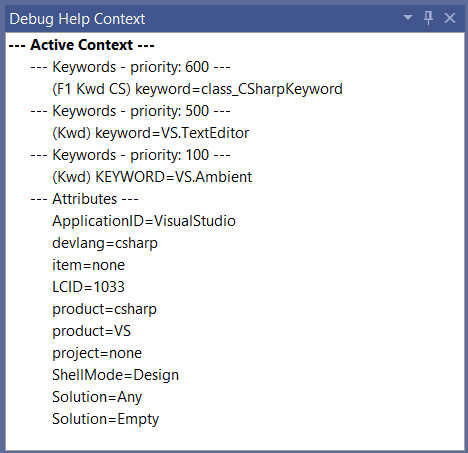 Debug Help Context
--- Active Context ---
--- Keywords - priority: 600 ---
(F1 Kwd CS) keyword=class_CSharpKeyword
--- Keywords - priority: 500 ---
(Kwd) keyword=VS.TextEditor
--- Keywords - priority: 100 ---
(Kwd) KEYWORD=VS.Ambient
--- Attributes ---
ApplicationID=VisualStudio
devlang=csharp
item=none
LCID=1033
product=csharp
product=VS
project=none
ShellMode=Design
Solution=Any
Solution=Empty